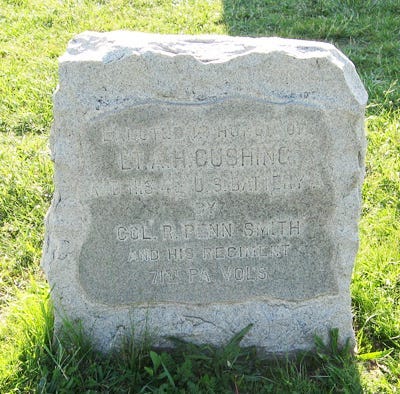 ERECTED IN HONOR OF
LT. A. H. CUSHING
AND HIS U. S. BATTERY A
BY
COL. R. PENN SMITH
AND HIS REGIMENT
71ST PA. VOLS.